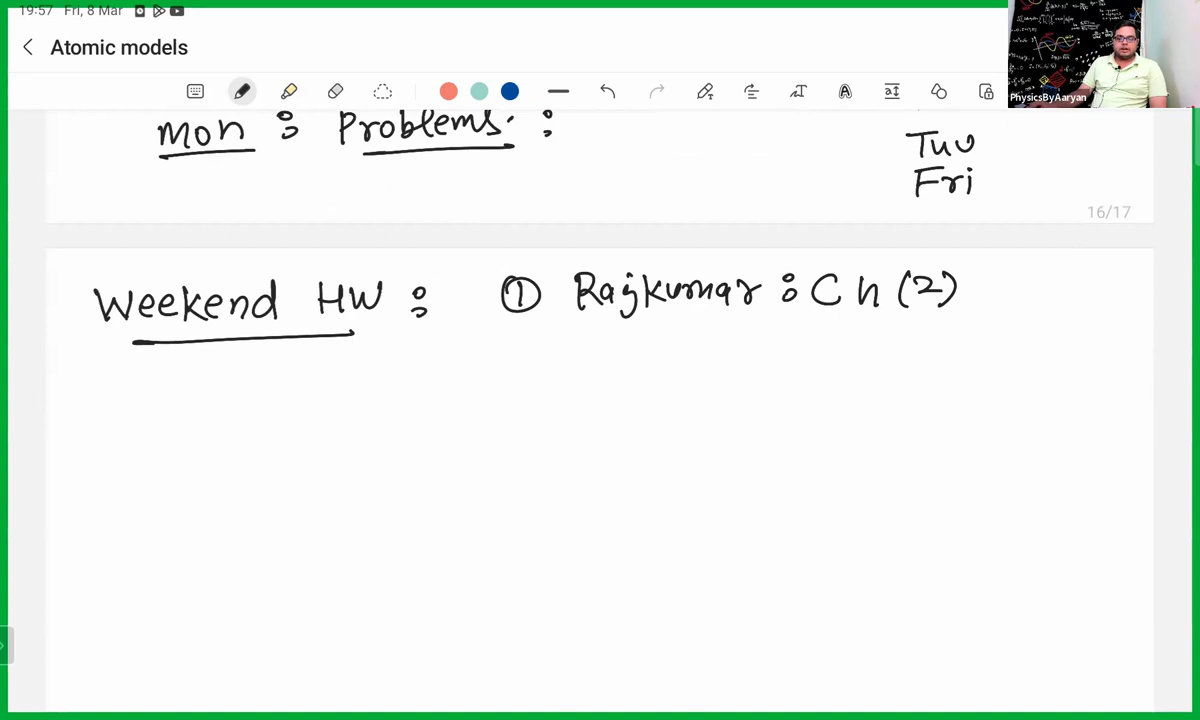 19:57 Fri, 8 Mar
Atomic models
PhysicsByAaryan
Mon : Problems. :
Tue
Fri
16/17
Weekend HW : ① Rajkumar : Ch (2)